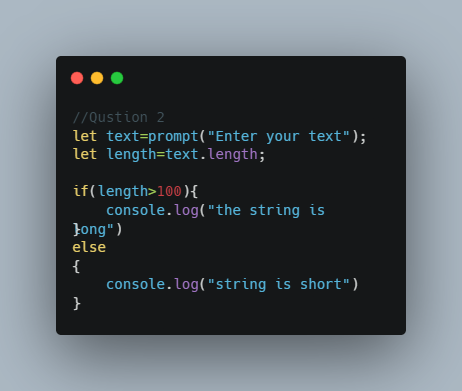 //Qustion 2
let text=prompt("Enter your text");
let length=text.length;
if(length>100){
    console.log("the string is
}ong")
else
{
    console.log("string is short")
}